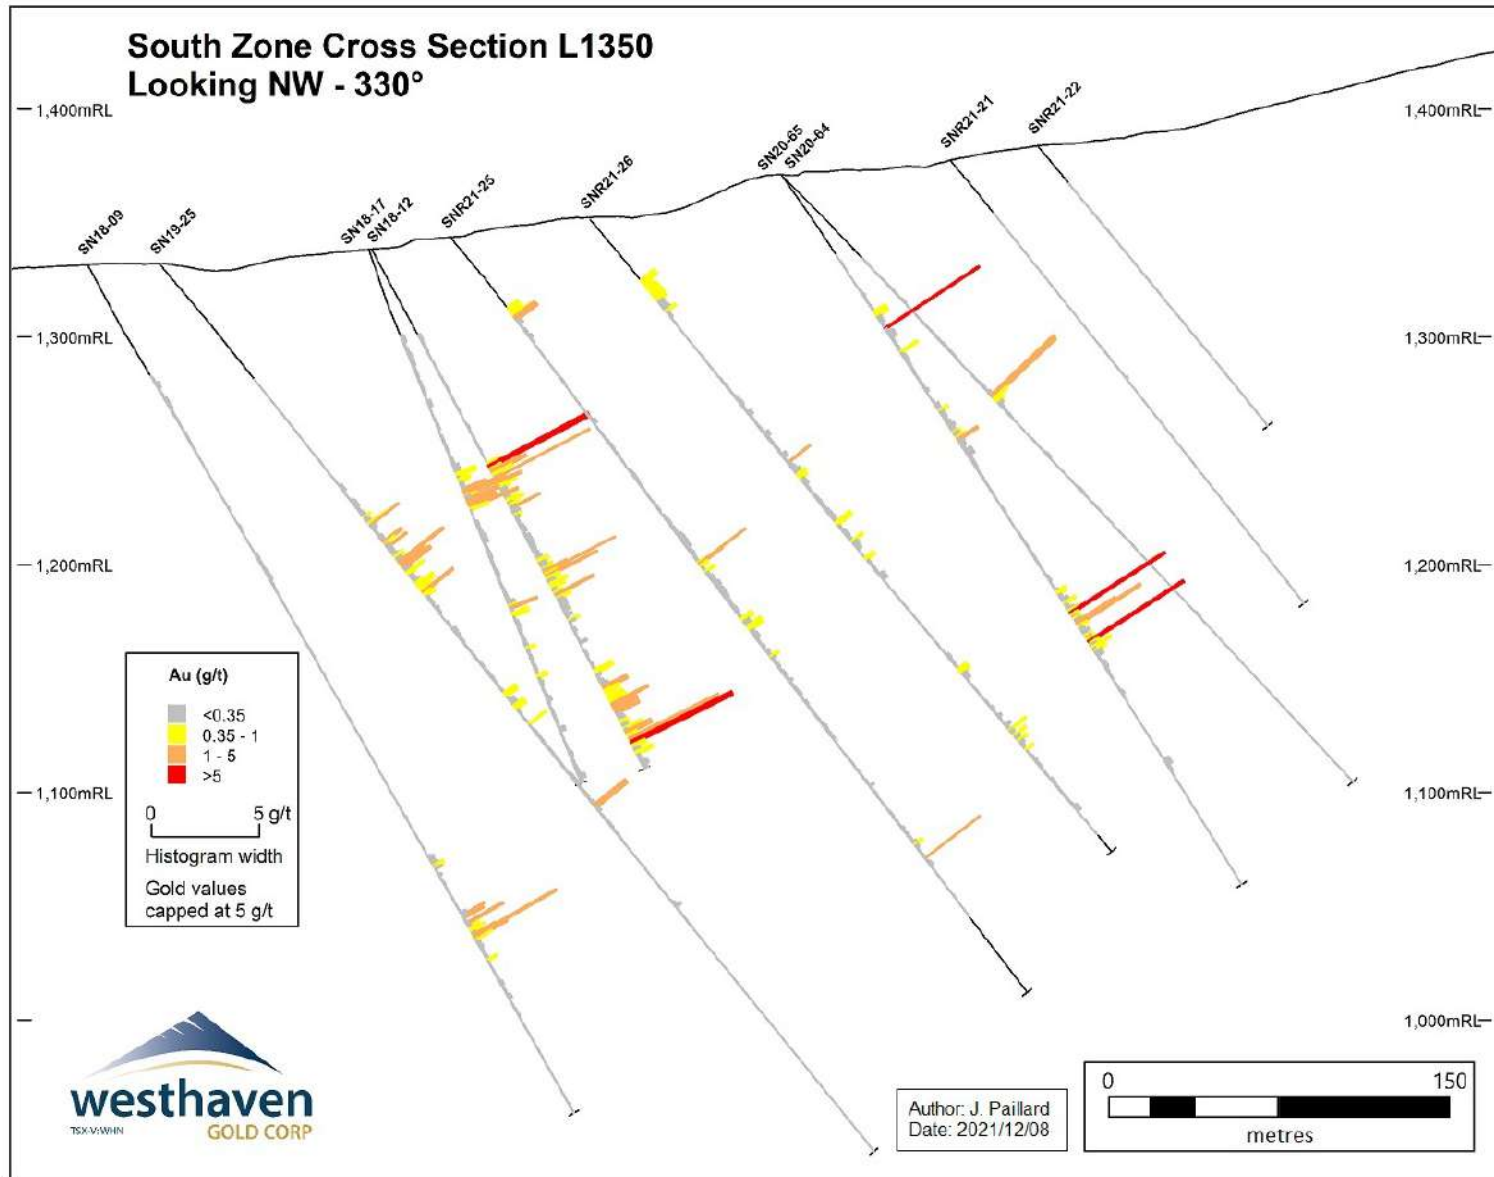 South Zone Cross Section L1350
Looking NW - 330°
1,400mRL
1,400mRL
SN18-09
SN19-25
SN18-17
SN18-12
SNR21-25
SNR21-26
SN20-65
SN20-64
SNR21-21
SNR21-22
1,300mRL
1,300mRL
1,200mRL
1,200mRL
1,100mRL
1,100mRL
1,000mRL
Au (g/t)
<0.35
0.35 - 1
1 - 5
>5
0 5 g/t
Histogram width
Gold values
capped at 5 g/t
westhaven
GOLD CORP
TSX-V:WHN
Author: J. Paillard
Date: 2021/12/08
0 150
metres